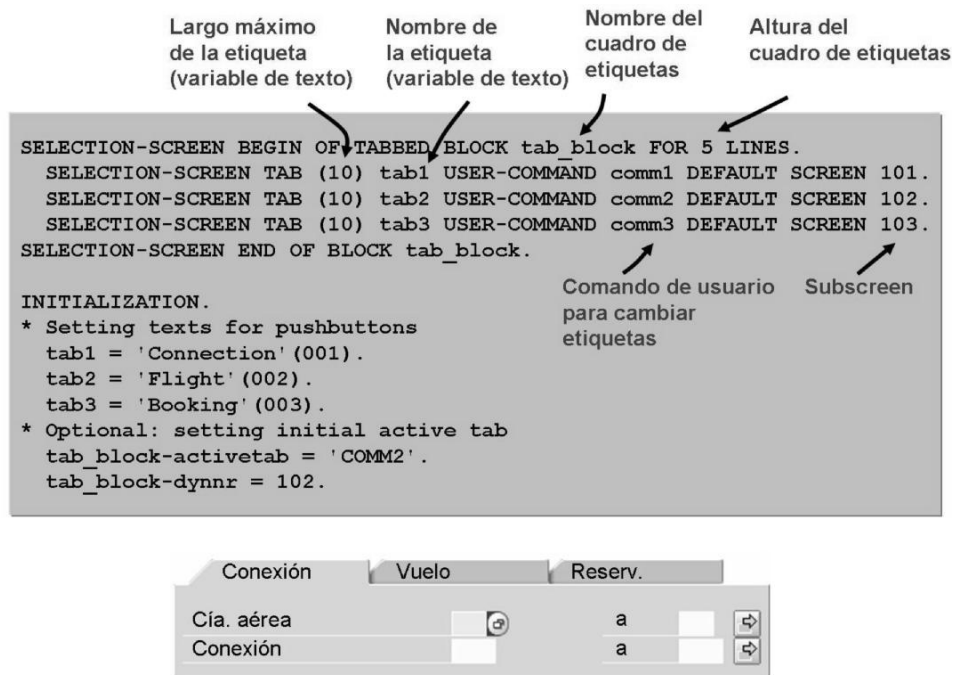 Largo máximo
de la etiqueta
(variable de texto)
Nombre de
la etiqueta
(variable de texto)
Nombre del
cuadro de
etiquetas
Altura del
cuadro de etiquetas
SELECTION-SCREEN BEGIN OF TABBED BLOCK tab_block FOR 5 LINES.
SELECTION-SCREEN TAB (10) tab1 USER-COMMAND comm1 DEFAULT SCREEN 101.
SELECTION-SCREEN TAB (10) tab2 USER-COMMAND comm2 DEFAULT SCREEN 102.
SELECTION-SCREEN TAB (10) tab3 USER-COMMAND comm3 DEFAULT SCREEN 103.
SELECTION-SCREEN END OF BLOCK tab_block.
Comando de usuario
para cambiar
etiquetas
Subscreen
INITIALIZATION.
* Setting texts for pushbuttons
tab1 = 'Connection'(001).
tab2 = 'Flight'(002).
tab3 = 'Booking'(003).
* Optional: setting initial active tab
tab_block-activetab = 'COMM2'.
tab_block-dynnr = 102.
Conexión Vuelo Reserv.
Cía. aérea a
Conexión a